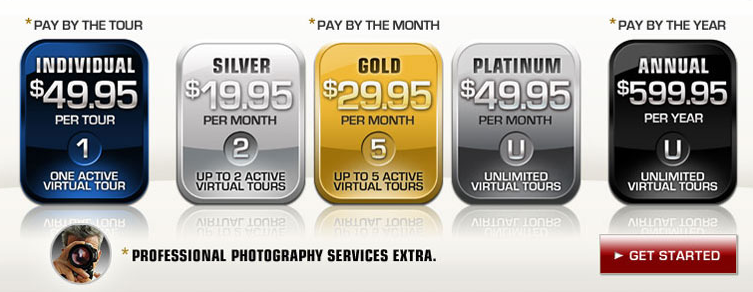 *PAY BY THE TOUR
INDIVIDUAL
$49.95
PER TOUR
1
ONE ACTIVE
VIRTUAL TOUR
*PAY BY THE MONTH
SILVER
$19.95
PER MONTH
2
UP TO 2 ACTIVE
VIRTUAL TOURS
GOLD
$29.95
PER MONTH
5
UP TO 5 ACTIVE
VIRTUAL TOURS
PLATINUM
$49.95
PER MONTH
U
UNLIMITED
VIRTUAL TOURS
*PAY BY THE YEAR
ANNUAL
$599.95
PER YEAR
U
UNLIMITED
VIRTUAL TOURS
*PROFESSIONAL PHOTOGRAPHY SERVICES EXTRA.
► GET STARTED